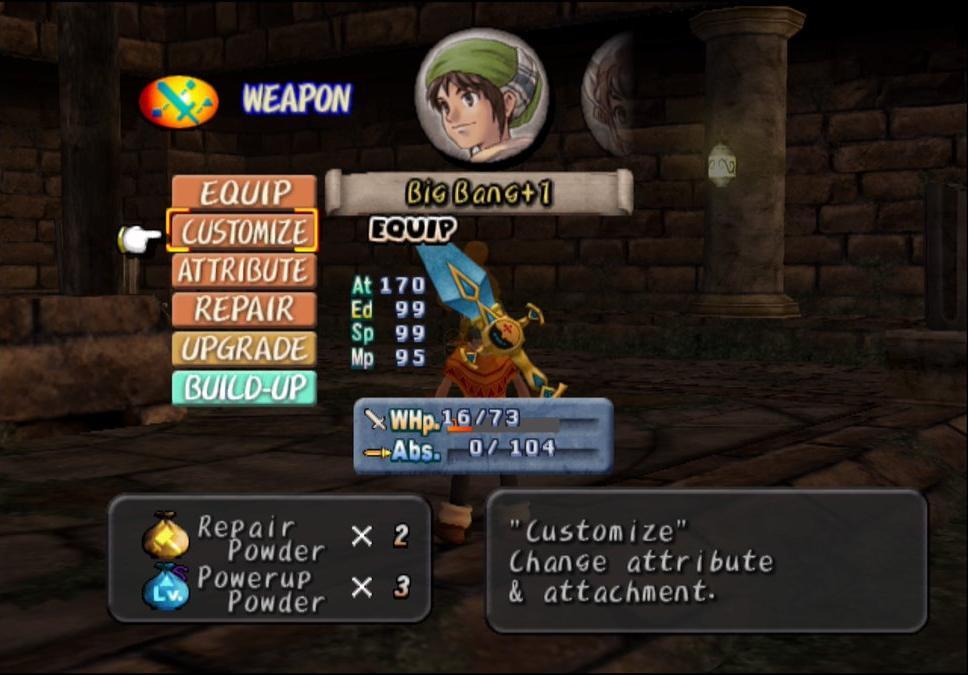 WEAPON
EQUIP
CUSTOMIZE
ATTRIBUTE
REPAIR
UPGRADE
BUILD-UP
Big Bang+1
EQUIP
At 170
Ed 99
Sp 99
Mp 95
WHp. 16/73
Abs. 0/ 104
Repair
Powder × 2
Powerup
Powder × 3
Lv.
"Customize"
Change attribute
& attachment.